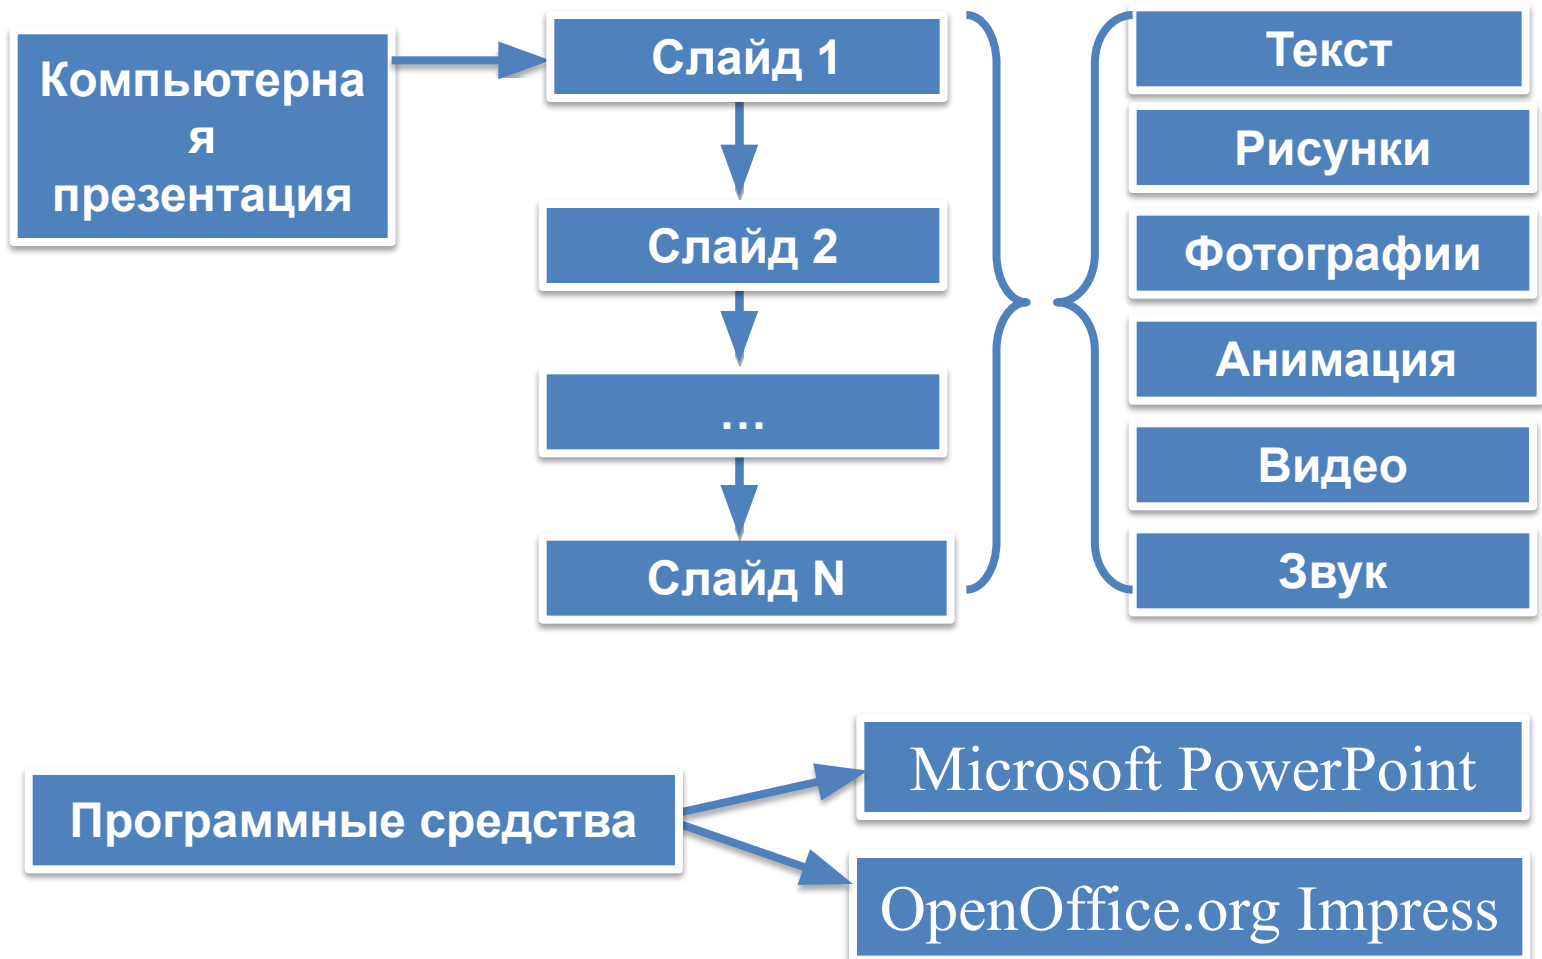 Компьютерна
я
презентация
Слайд 1
Слайд 2
...
Слайд N
Текст
Рисунки
Фотографии
Анимация
Видео
Звук
Программные средства
Microsoft PowerPoint
OpenOffice.org Impress